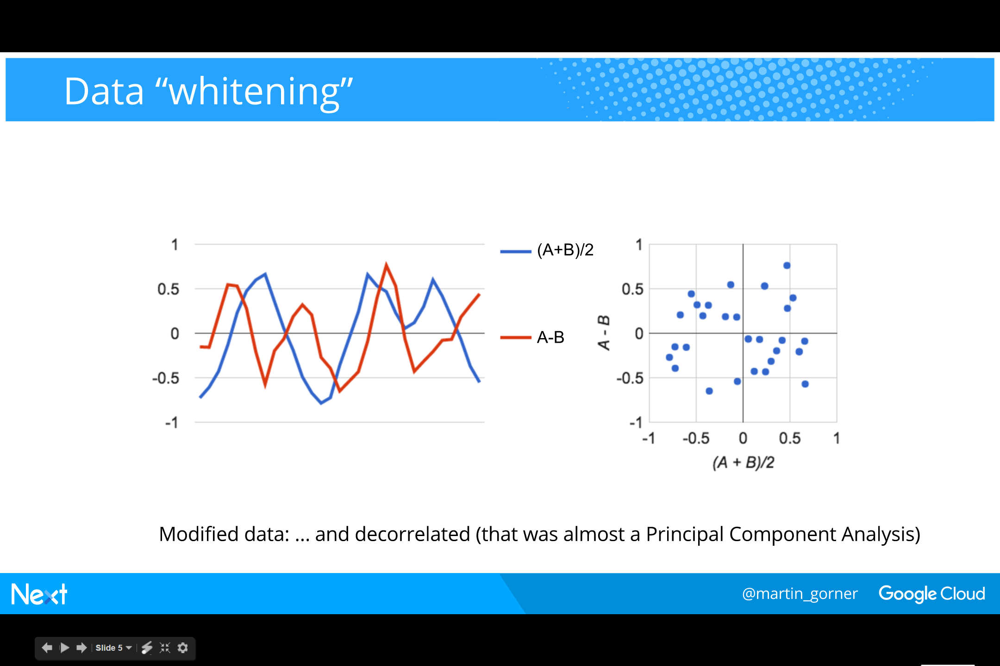 Data “whitening”
1
0.5
0
-0.5
-1
(A+B)/2
A-B
1
0.5
0
-0.5
-1
A - B
-1 -0.5 0 0.5 1
(A + B)/2
Modified data: ... and decorrelated (that was almost a Principal Component Analysis)
Next
@martin_gorner Google Cloud
Slide 5